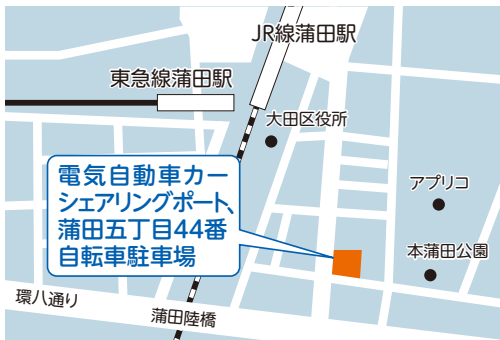 JR線蒲田駅
東急線蒲田駅
大田区役所
電気自動車カー
シェアリングポート、
蒲田五丁目44番
自転車駐車場
アプリコ
本蒲田公園
環八通り
蒲田陸橋